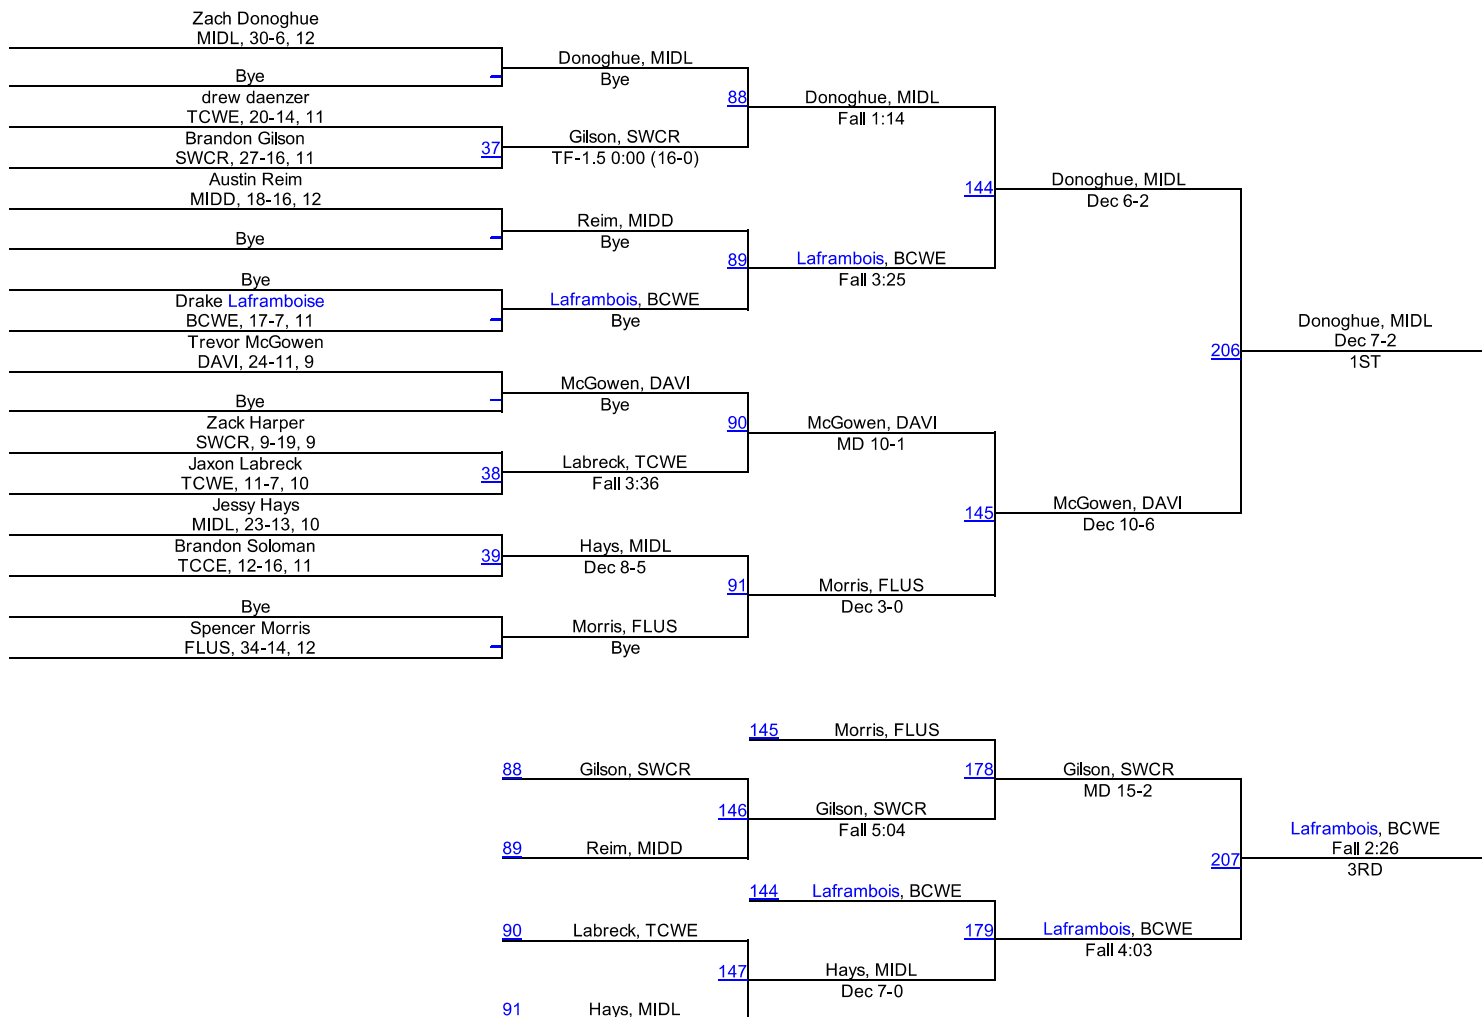 Zach Donoghue
MIDL, 30-6, 12
Bye
drew daenzer
TCWE, 20-14, 11
Brandon Gilson
SWCR, 27-16, 11
37
Austin Reim
MIDD, 18-16, 12
Bye
Bye
Drake Laframboise
BCWE, 17-7, 11
Trevor McGowen
DAVI, 24-11, 9
Bye
Zack Harper
SWCR, 9-19, 9
Jaxon Labreck
TCWE, 11-7, 10
38
Jessy Hays
MIDL, 23-13, 10
Brandon Soloman
TCCE, 12-16, 11
39
Bye
Spencer Morris
FLUS, 34-14, 12
Donoghue, MIDL
Bye
88
Gilson, SWCR
TF-1.5 0:00 (16-0)
Reim, MIDD
Bye
89
Laframbois, BCWE
Bye
McGowen, DAVI
Bye
90
Labreck, TCWE
Fall 3:36
Hays, MIDL
Dec 8-5
91
Morris, FLUS
Bye
Donoghue, MIDL
Fall 1:14
144
Laframbois, BCWE
Fall 3:25
McGowen, DAVI
MD 10-1
145
Morris, FLUS
Dec 3-0
Donoghue, MIDL
Dec 6-2
206
McGowen, DAVI
Dec 10-6
Donoghue, MIDL
Dec 7-2
1ST
145 Morris, FLUS
88 Gilson, SWCR
178
Gilson, SWCR
MD 15-2
146
Gilson, SWCR
Fall 5:04
89 Reim, MIDD
144 Laframbois, BCWE
90 Labreck, TCWE
179
Laframbois, BCWE
Fall 4:03
147
Hays, MIDL
Dec 7-0
91 Hays, MIDL
207
Laframbois, BCWE
Fall 2:26
3RD